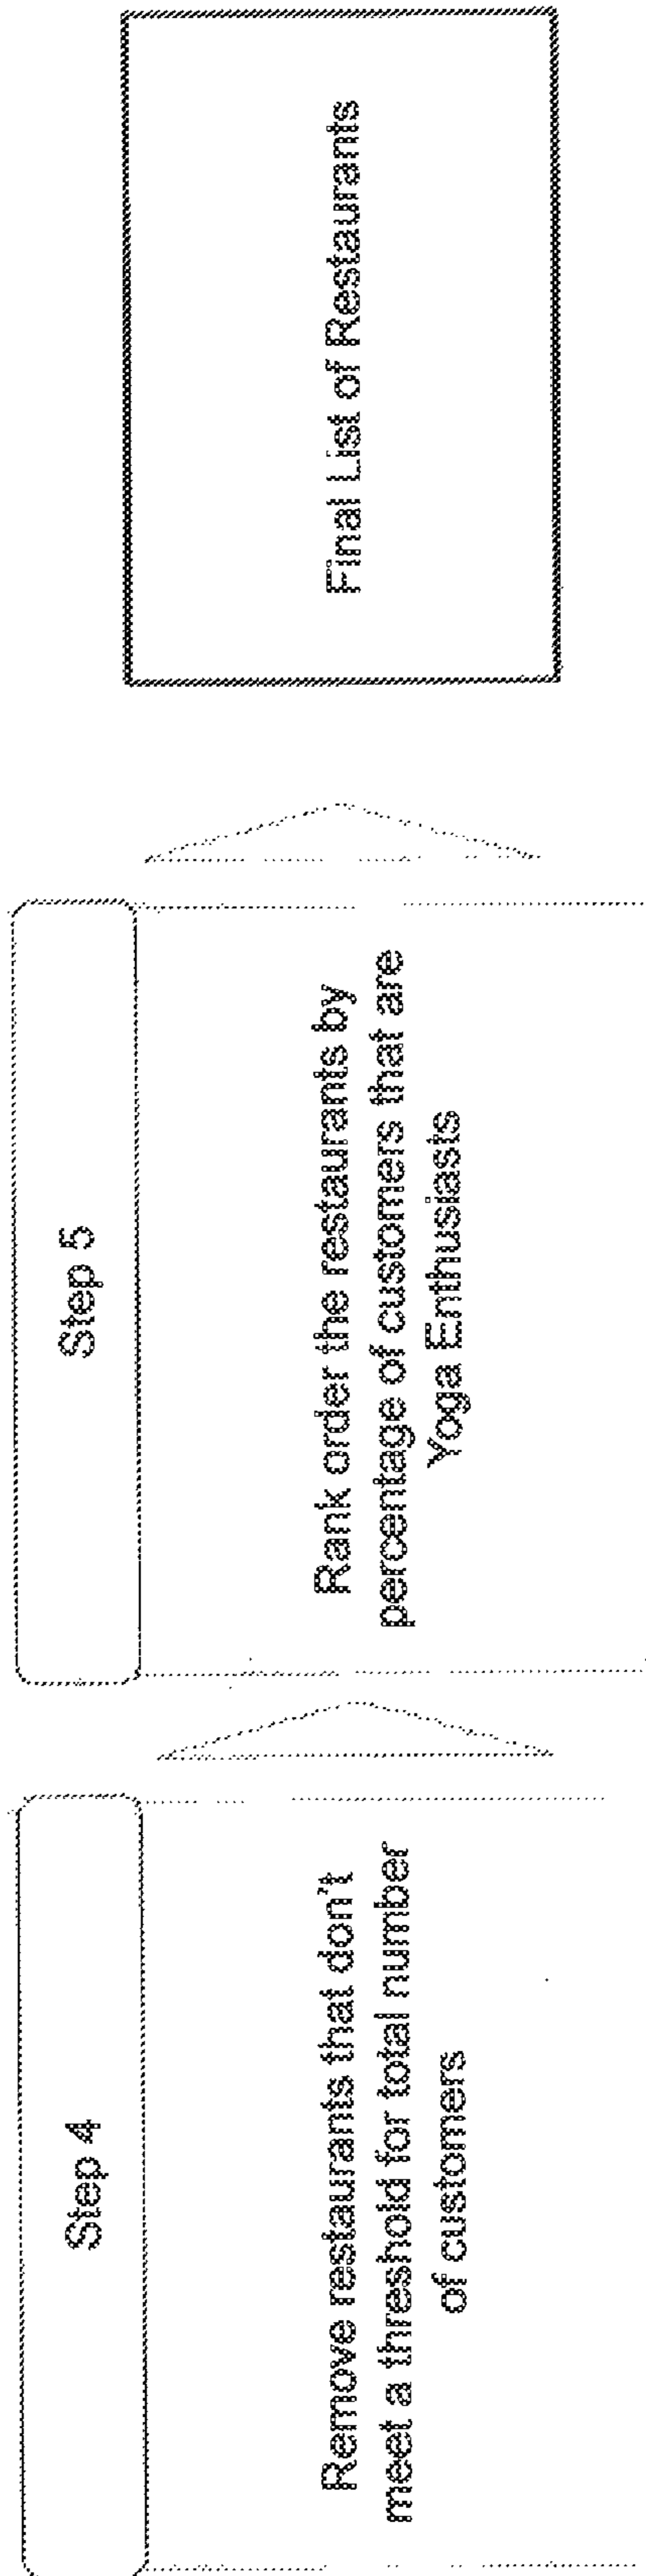 Step 4
Remove restaurants that don't
meet a threshold for total number
of customers
Step 5
Rank order the restaurants by
percentage of customers that are
Yoga Enthusiasts
Final List of Restaurants